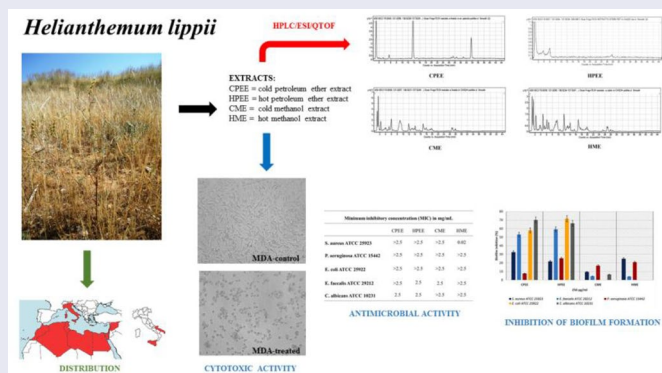 Helianthemum lippii
HPLC/ESI/QTOF
EXTRACTS:
CPEE = cold petroleum ether extract
HPEE = hot petroleum ether extract
CME = cold methanol extract
HME = hot methanol extract
CPEE
HPEE
CME
HME
MDA-control
MDA-treated
Minimum inhibitory concentration (MIC) in mg/mL
CPEE HPEE CME HME
S. aureus ATCC 25923 >2.5 >2.5 >2.5 0.02
P. aeruginosa ATCC 15442 >2.5 >2.5 >2.5 >2.5
E. coli ATCC 25922 >2.5 >2.5 >2.5 >2.5
E. faecalis ATCC 29212 >2.5 2.5 2.5 >2.5
C. albicans ATCC 10231 2.5 2.5 >2.5 >2.5
CPEE HPEE CME HME
DISTRIBUTION
CYTOTOXIC ACTIVITY
ANTIMICROBIAL ACTIVITY
INHIBITION OF BIOFILM FORMATION